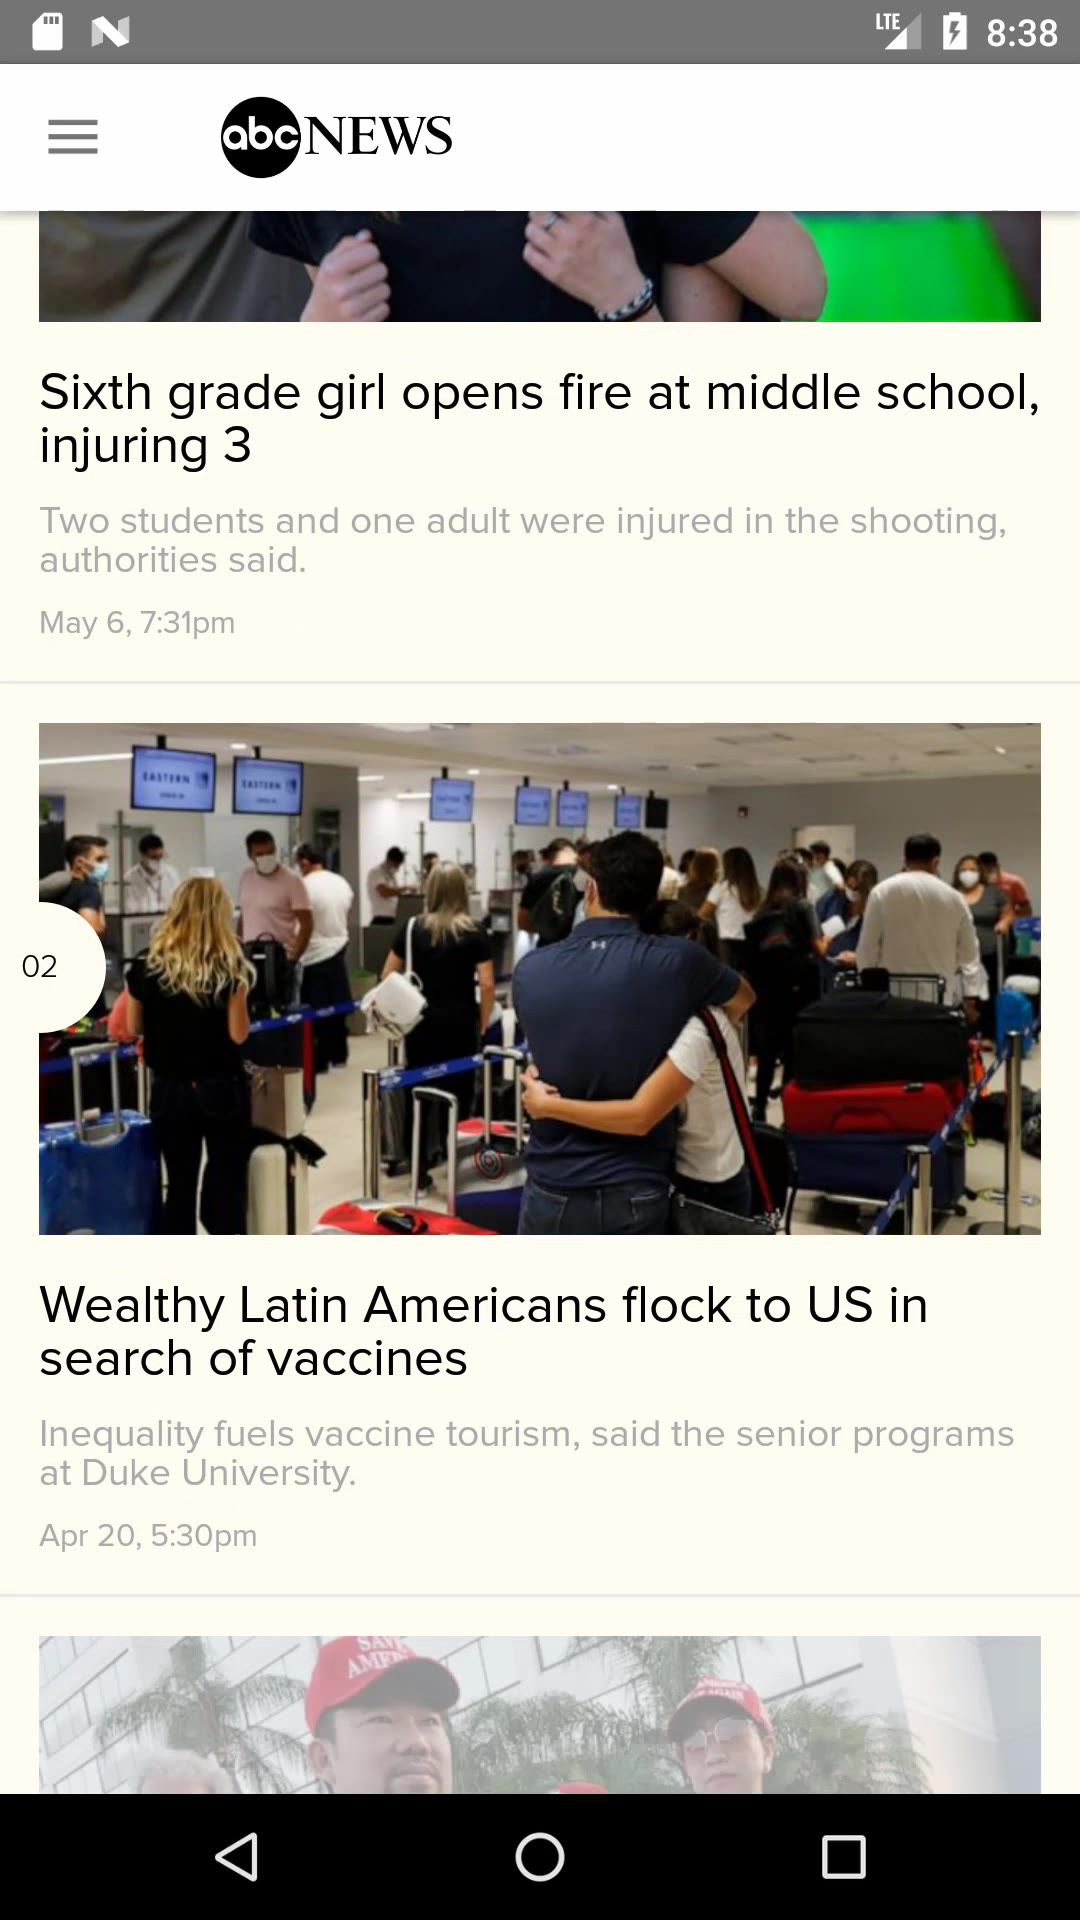 LTE 8:38
abc NEWS
Sixth grade girl opens fire at middle school,
injuring 3
Two students and one adult were injured in the shooting,
authorities said.
May 6, 7:31pm
EASTERN
EASTERN
02
Wealthy Latin Americans flock to US in
search of vaccines
Inequality fuels vaccine tourism, said the senior programs
at Duke University.
Apr 20, 5:30pm